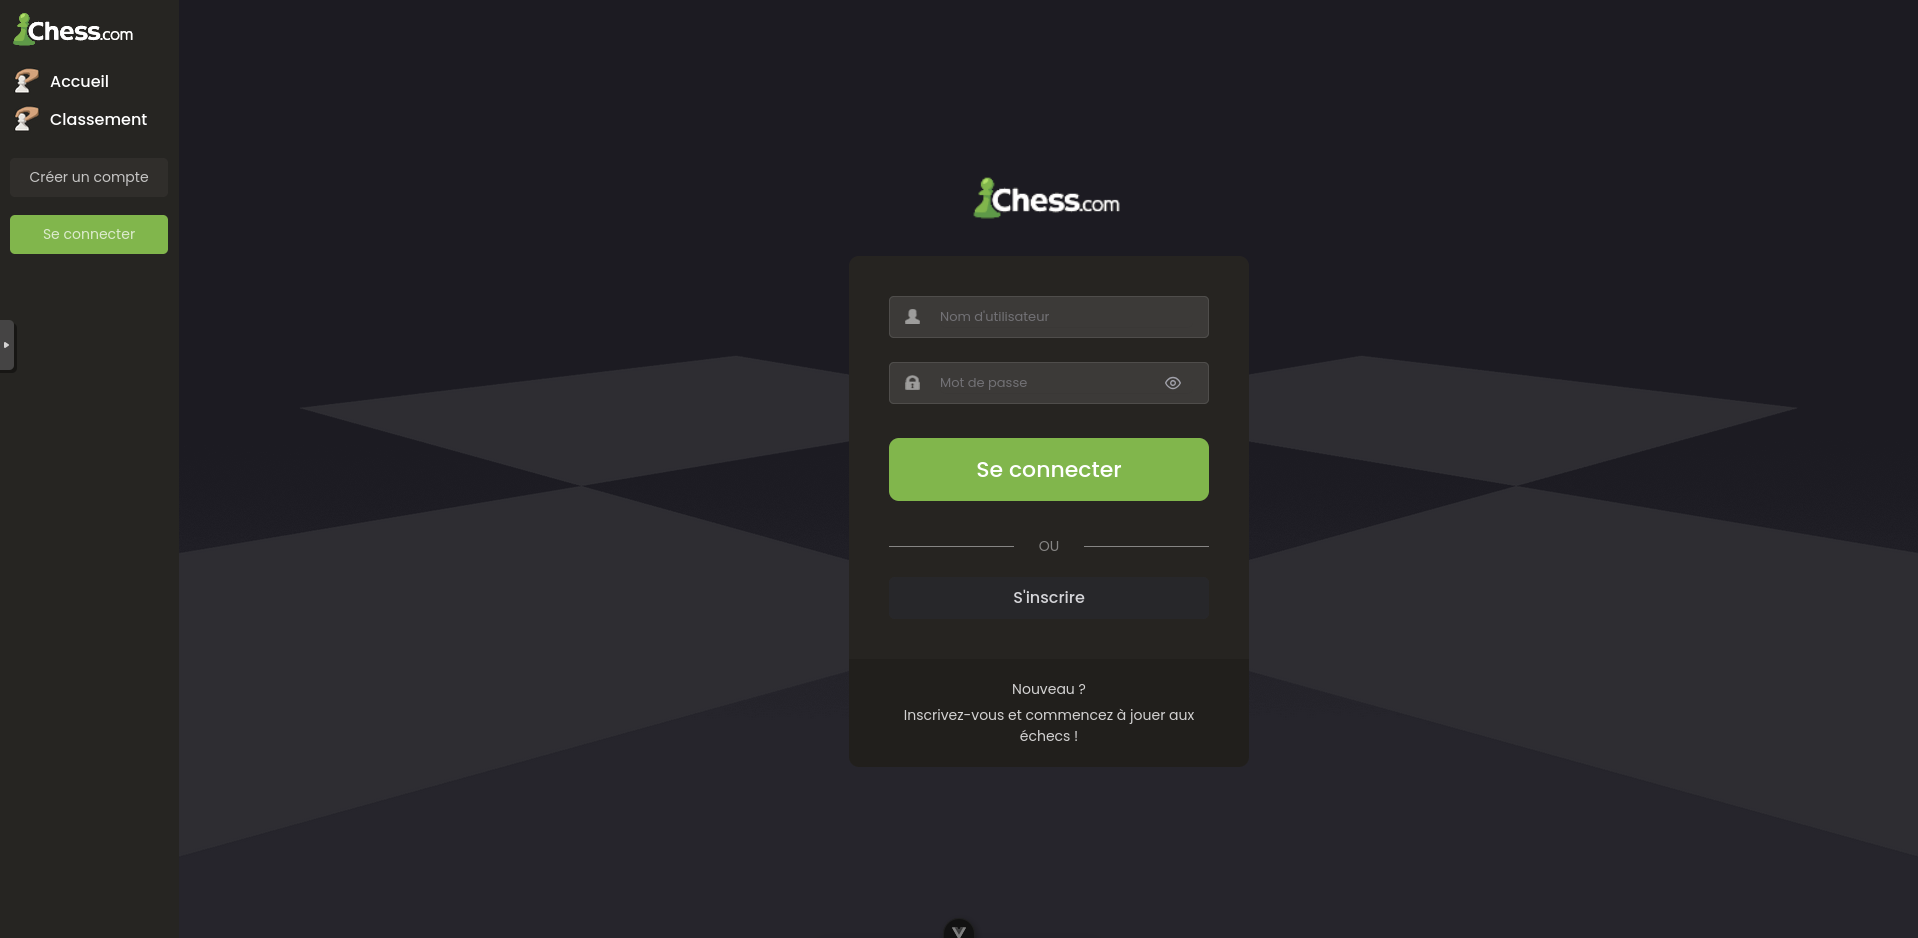 Chess.com
Accueil
Classement
Créer un compte
Se connecter
Chess.com
Nom d'utilisateur
Mot de passe
Se connecter
OU
S'inscrire
Nouveau ?
Inscrivez-vous et commencez à jouer aux
échecs !